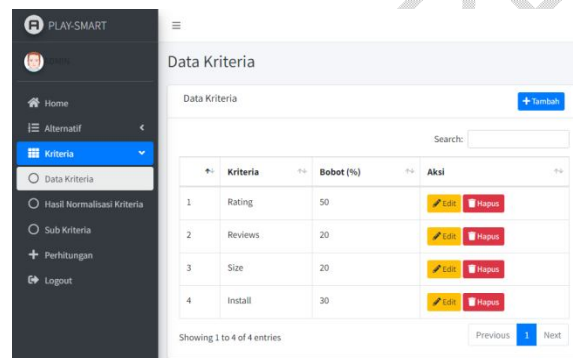 PLAY-SMART
Home
Alternatif
Kriteria
Data Kriteria
Hasil Normalisasi Kriteria
Sub Kriteria
Perhitungan
Logout
Data Kriteria
Data Kriteria
+ Tambah
Search:
Kriteria Bobot (%) Aksi
1 Rating 50 Edit Hapus
2 Reviews 20 Edit Hapus
3 Size 20 Edit Hapus
4 Install 30 Edit Hapus
Showing 1 to 4 of 4 entries
Previous 1 Next